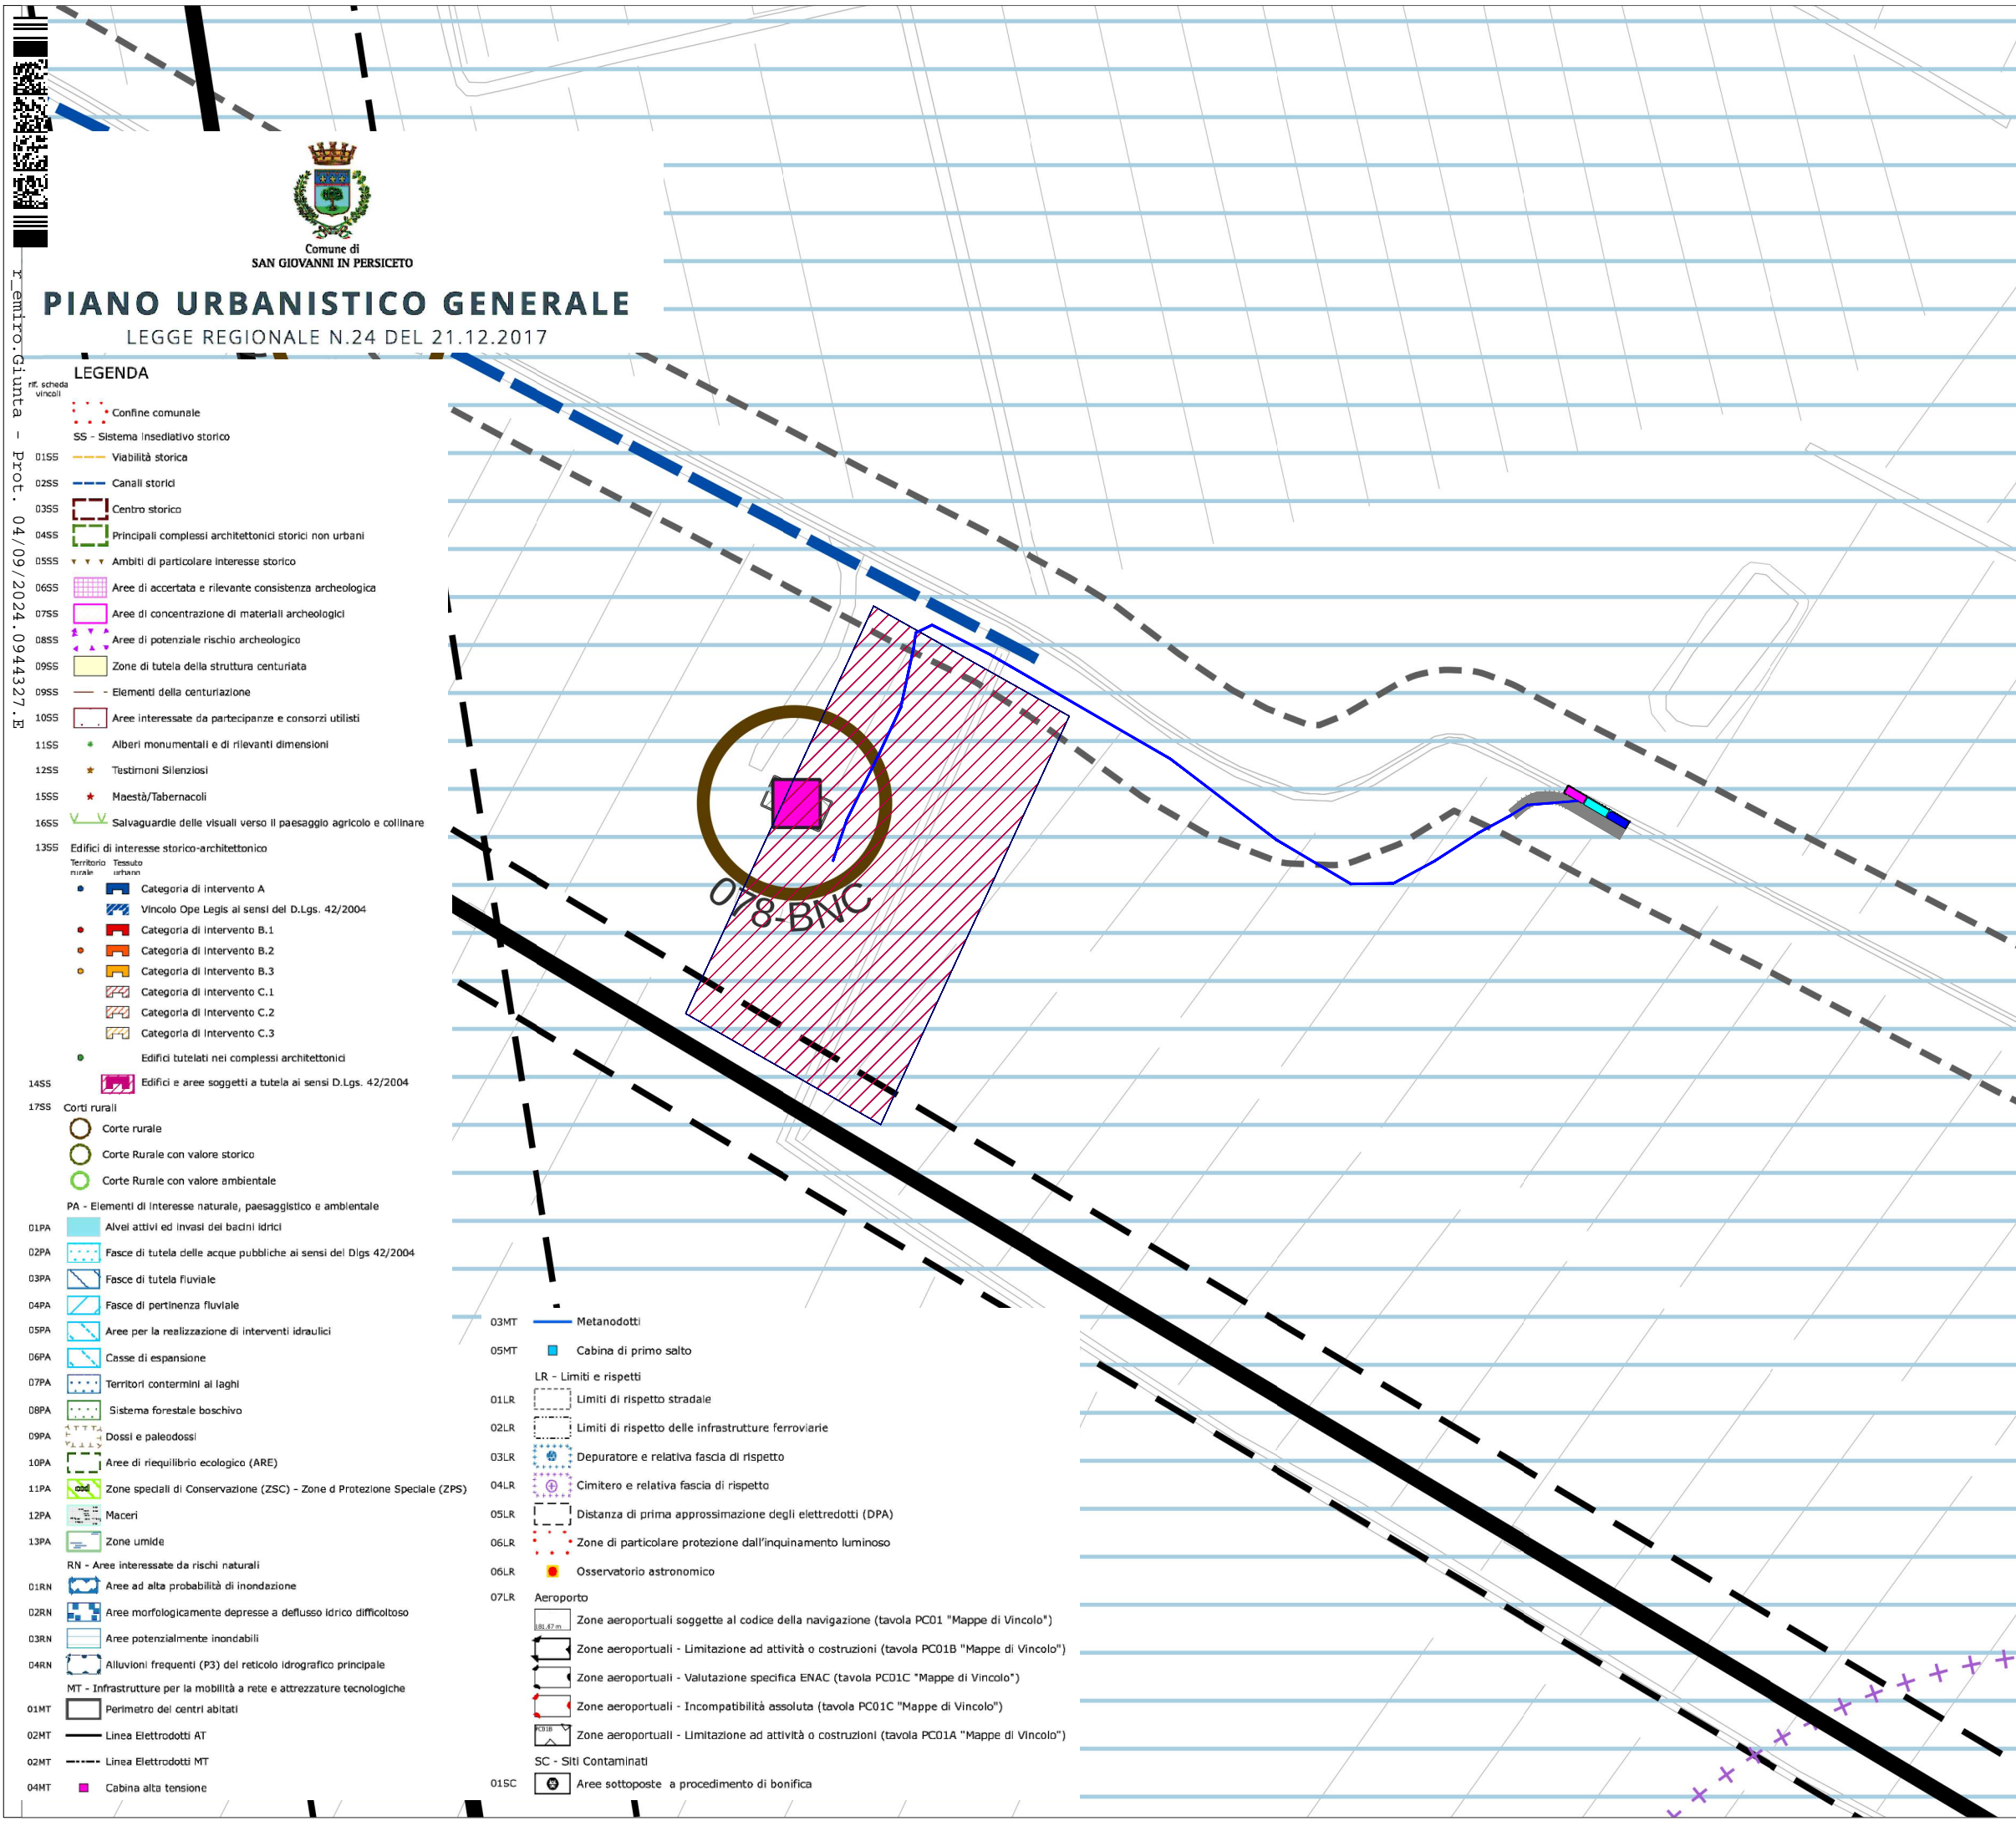 r_emiro.Giunta - Prot. 04/09/2024.0944327.E
Comune di
SAN GIOVANNI IN PERSICETO
PIANO URBANISTICO GENERALE
LEGGE REGIONALE N.24 DEL 21.12.2017
LEGENDA
rif. scheda
vincoli
Confine comunale
SS - Sistema insediativo storico
01SS Viabilità storica
02SS Canali storici
03SS Centro storico
04SS Principali complessi architettonici storici non urbani
05SS Ambiti di particolare interesse storico
06SS Aree di accertata e rilevante consistenza archeologica
07SS Aree di concentrazione di materiali archeologici
08SS Aree di potenziale rischio archeologico
09SS Zone di tutela della struttura centuriata
09SS Elementi della centuriazione
10SS Aree interessate da partecipanze e consorzi utilisti
11SS Alberi monumentali e di rilevanti dimensioni
12SS Testimoni Silenziosi
15SS Maestà/Tabernacoli
16SS Salvaguardie delle visuali verso il paesaggio agricolo e collinare
13SS Edifici di interesse storico-architettonico
Territorio Tessuto
rurale urbano
Categoria di intervento A
Vincolo Ope Legis ai sensi del D.Lgs. 42/2004
Categoria di intervento B.1
Categoria di intervento B.2
Categoria di intervento B.3
Categoria di intervento C.1
Categoria di intervento C.2
Categoria di intervento C.3
Edifici tutelati nei complessi architettonici
14SS Edifici e aree soggetti a tutela ai sensi D.Lgs. 42/2004
17SS Corti rurali
Corte rurale
Corte Rurale con valore storico
Corte Rurale con valore ambientale
PA - Elementi di interesse naturale, paesaggistico e ambientale
01PA Alvei attivi ed invasi dei bacini idrici
02PA Fasce di tutela delle acque pubbliche ai sensi del Dlgs 42/2004
03PA Fasce di tutela fluviale
04PA Fasce di pertinenza fluviale
05PA Aree per la realizzazione di interventi idraulici
06PA Casse di espansione
07PA Territori contermini ai laghi
08PA Sistema forestale boschivo
09PA Dossi e paleodossi
10PA Aree di riequilibrio ecologico (ARE)
11PA Zone speciali di Conservazione (ZSC) - Zone d Protezione Speciale (ZPS)
12PA Maceri
13PA Zone umide
RN - Aree interessate da rischi naturali
01RN Aree ad alta probabilità di inondazione
02RN Aree morfologicamente depresse a deflusso idrico difficoltoso
03RN Aree potenzialmente inondabili
04RN Alluvioni frequenti (P3) del reticolo idrografico principale
MT - Infrastrutture per la mobilità a rete e attrezzature tecnologiche
01MT Perimetro dei centri abitati
02MT Linea Elettrodotti AT
02MT Linea Elettrodotti MT
04MT Cabina alta tensione
03MT Metanodotti
05MT Cabina di primo salto
LR - Limiti e rispetti
01LR Limiti di rispetto stradale
02LR Limiti di rispetto delle infrastrutture ferroviarie
03LR Depuratore e relativa fascia di rispetto
04LR Cimitero e relativa fascia di rispetto
05LR Distanza di prima approssimazione degli elettredotti (DPA)
06LR Zone di particolare protezione dall'inquinamento luminoso
06LR Osservatorio astronomico
07LR Aeroporto
181.67 m Zone aeroportuali soggette al codice della navigazione (tavola PC01 "Mappe di Vincolo")
Zone aeroportuali - Limitazione ad attività o costruzioni (tavola PC01B "Mappe di Vincolo")
Zone aeroportuali - Valutazione specifica ENAC (tavola PC01C "Mappe di Vincolo")
Zone aeroportuali - Incompatibilità assoluta (tavola PC01C "Mappe di Vincolo")
PC01B Zone aeroportuali - Limitazione ad attività o costruzioni (tavola PC01A "Mappe di Vincolo")
SC - Siti Contaminati
01SC Aree sottoposte a procedimento di bonifica
078-BNC